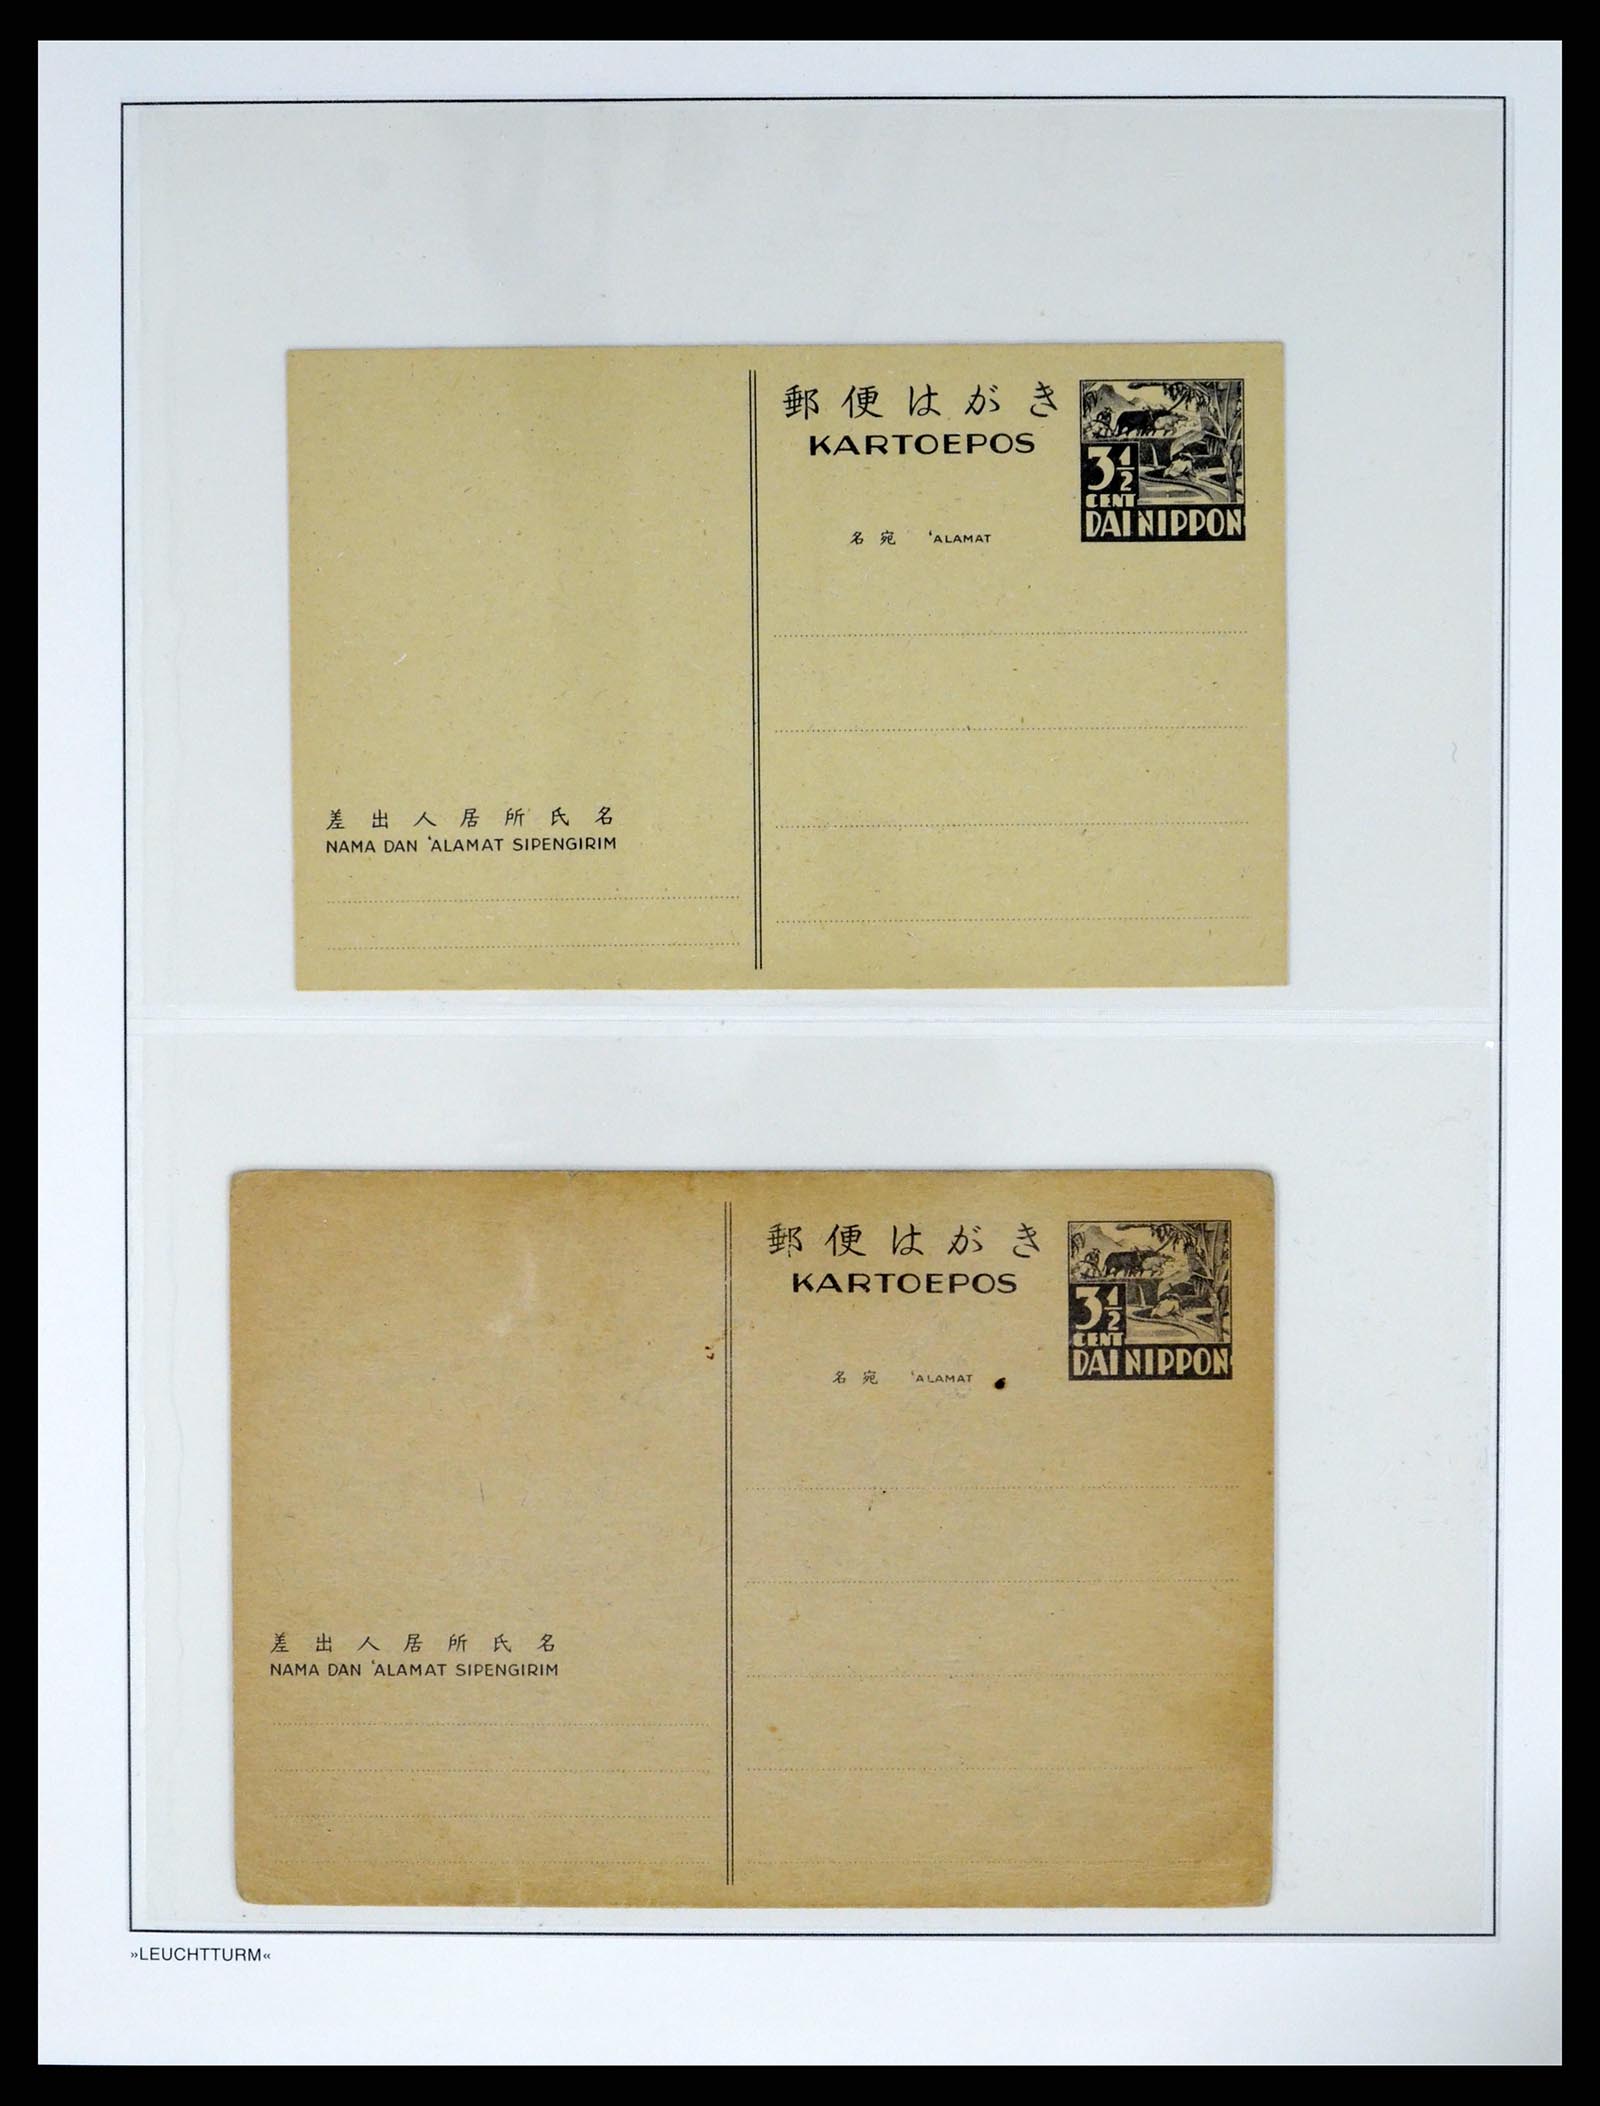 郵便はがき
KARTOEPOS
3½
CENT
DAI NIPPON
名宛 'ALAMAT
差出人居所氏名
NAMA DAN 'ALAMAT SIPENGIRIM
郵便はがき
KARTOEPOS
3½
CENT
DAI NIPPON
名宛 'ALAMAT
差出人居所氏名
NAMA DAN 'ALAMAT SIPENGIRIM
»LEUCHTTURM«